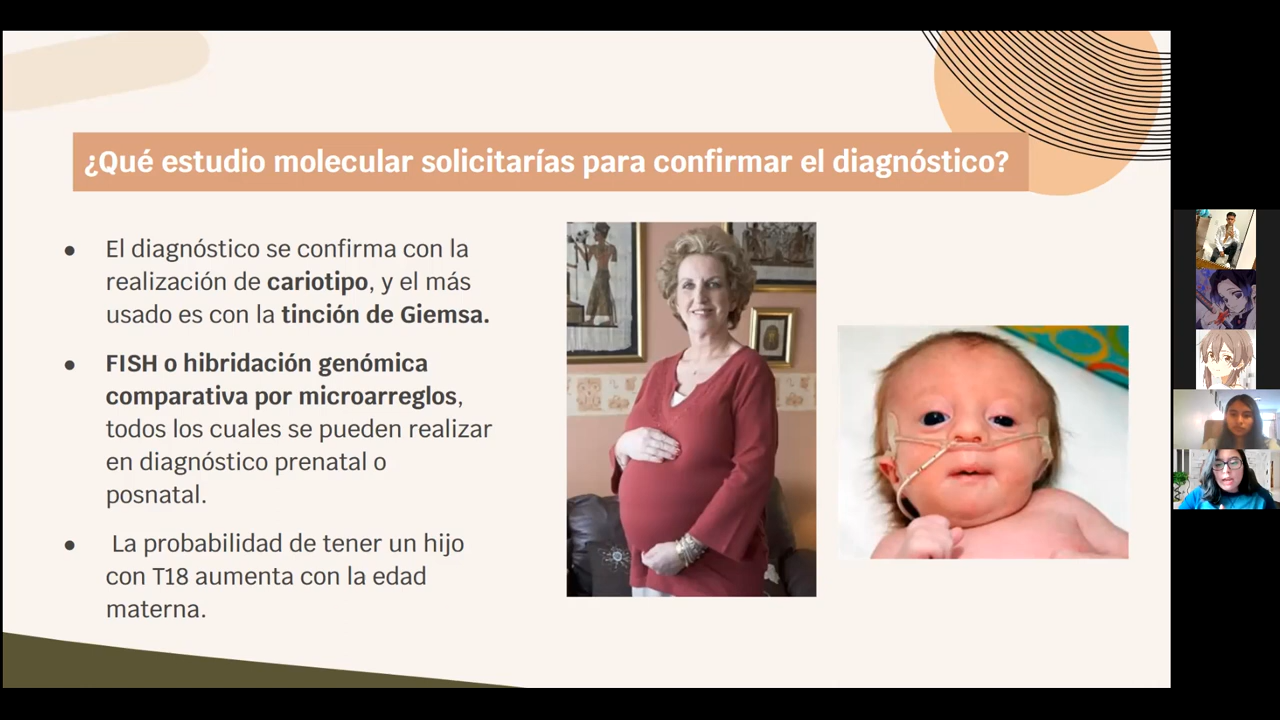 ¿Qué estudio molecular solicitarías para confirmar el diagnóstico?
● El diagnóstico se confirma con la
realización de cariotipo, y el más
usado es con la tinción de Giemsa.
● FISH o hibridación genómica
comparativa por microarreglos,
todos los cuales se pueden realizar
en diagnóstico prenatal o
posnatal.
● La probabilidad de tener un hijo
con T18 aumenta con la edad
materna.